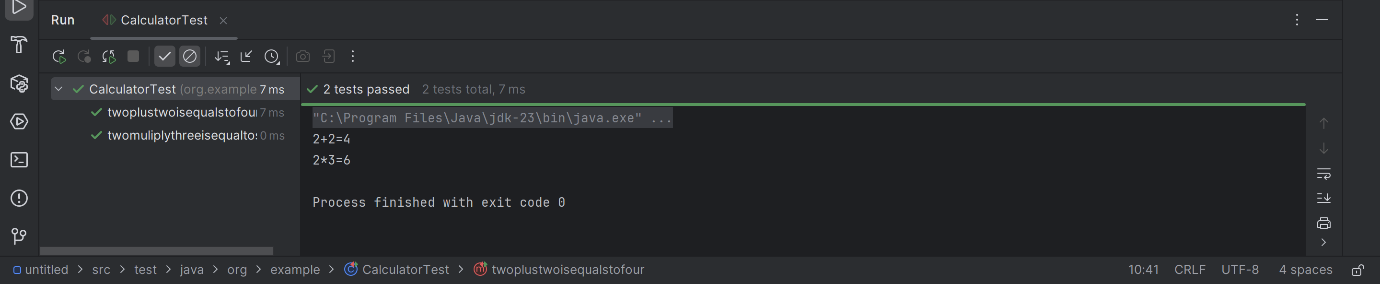 Run CalculatorTest
CalculatorTest (org.example 7 ms
twoplustwoisequalstofour 7 ms
twomuliplythreeisequalto 0 ms
2 tests passed 2 tests total, 7 ms
"C:\Program Files\Java\jdk-23\bin\java.exe" ...
2+2=4
2*3=6
Process finished with exit code 0
untitled > src > test > java > org > example > CalculatorTest > twoplustwoisequalstofour 10:41 CRLF UTF-8 4 spaces